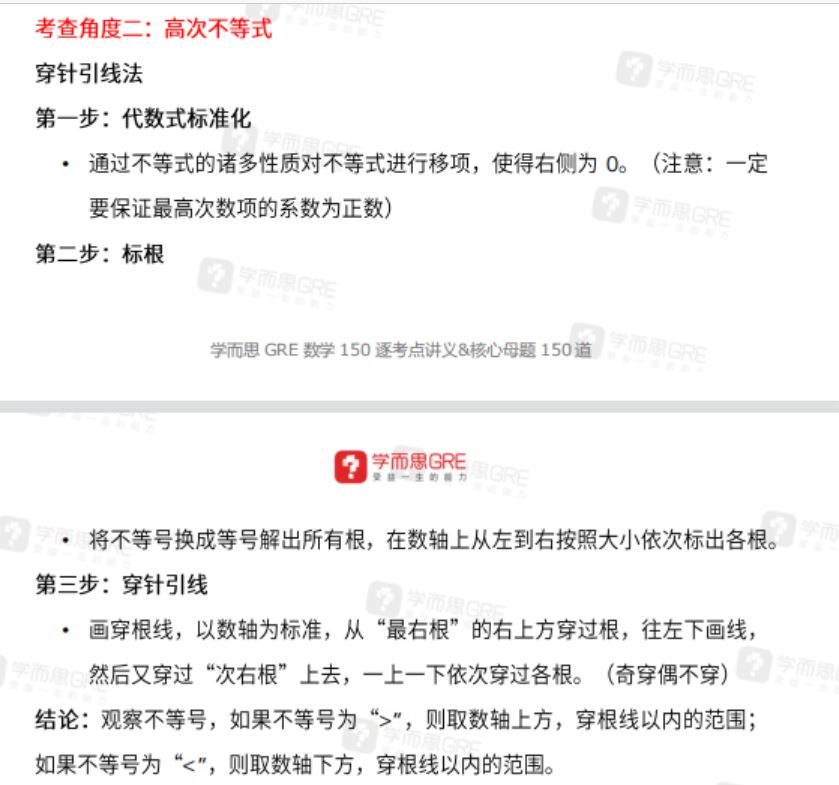 考查角度二：高次不等式
穿针引线法
第一步：代数式标准化
• 通过不等式的诸多性质对不等式进行移项，使得右侧为 0。（注意：一定
要保证最高次数项的系数为正数）
第二步：标根
学而思 GRE 数学 150 逐考点讲义&核心母题 150 道
学而思GRE
受益一生的能力
• 将不等号换成等号解出所有根，在数轴上从左到右按照大小依次标出各根。
第三步：穿针引线
• 画穿根线，以数轴为标准，从“最右根”的右上方穿过根，往左下画线，
然后又穿过“次右根”上去，一上一下依次穿过各根。（奇穿偶不穿）
结论：观察不等号，如果不等号为“>”，则取数轴上方，穿根线以内的范围；
如果不等号为“<”，则取数轴下方，穿根线以内的范围。